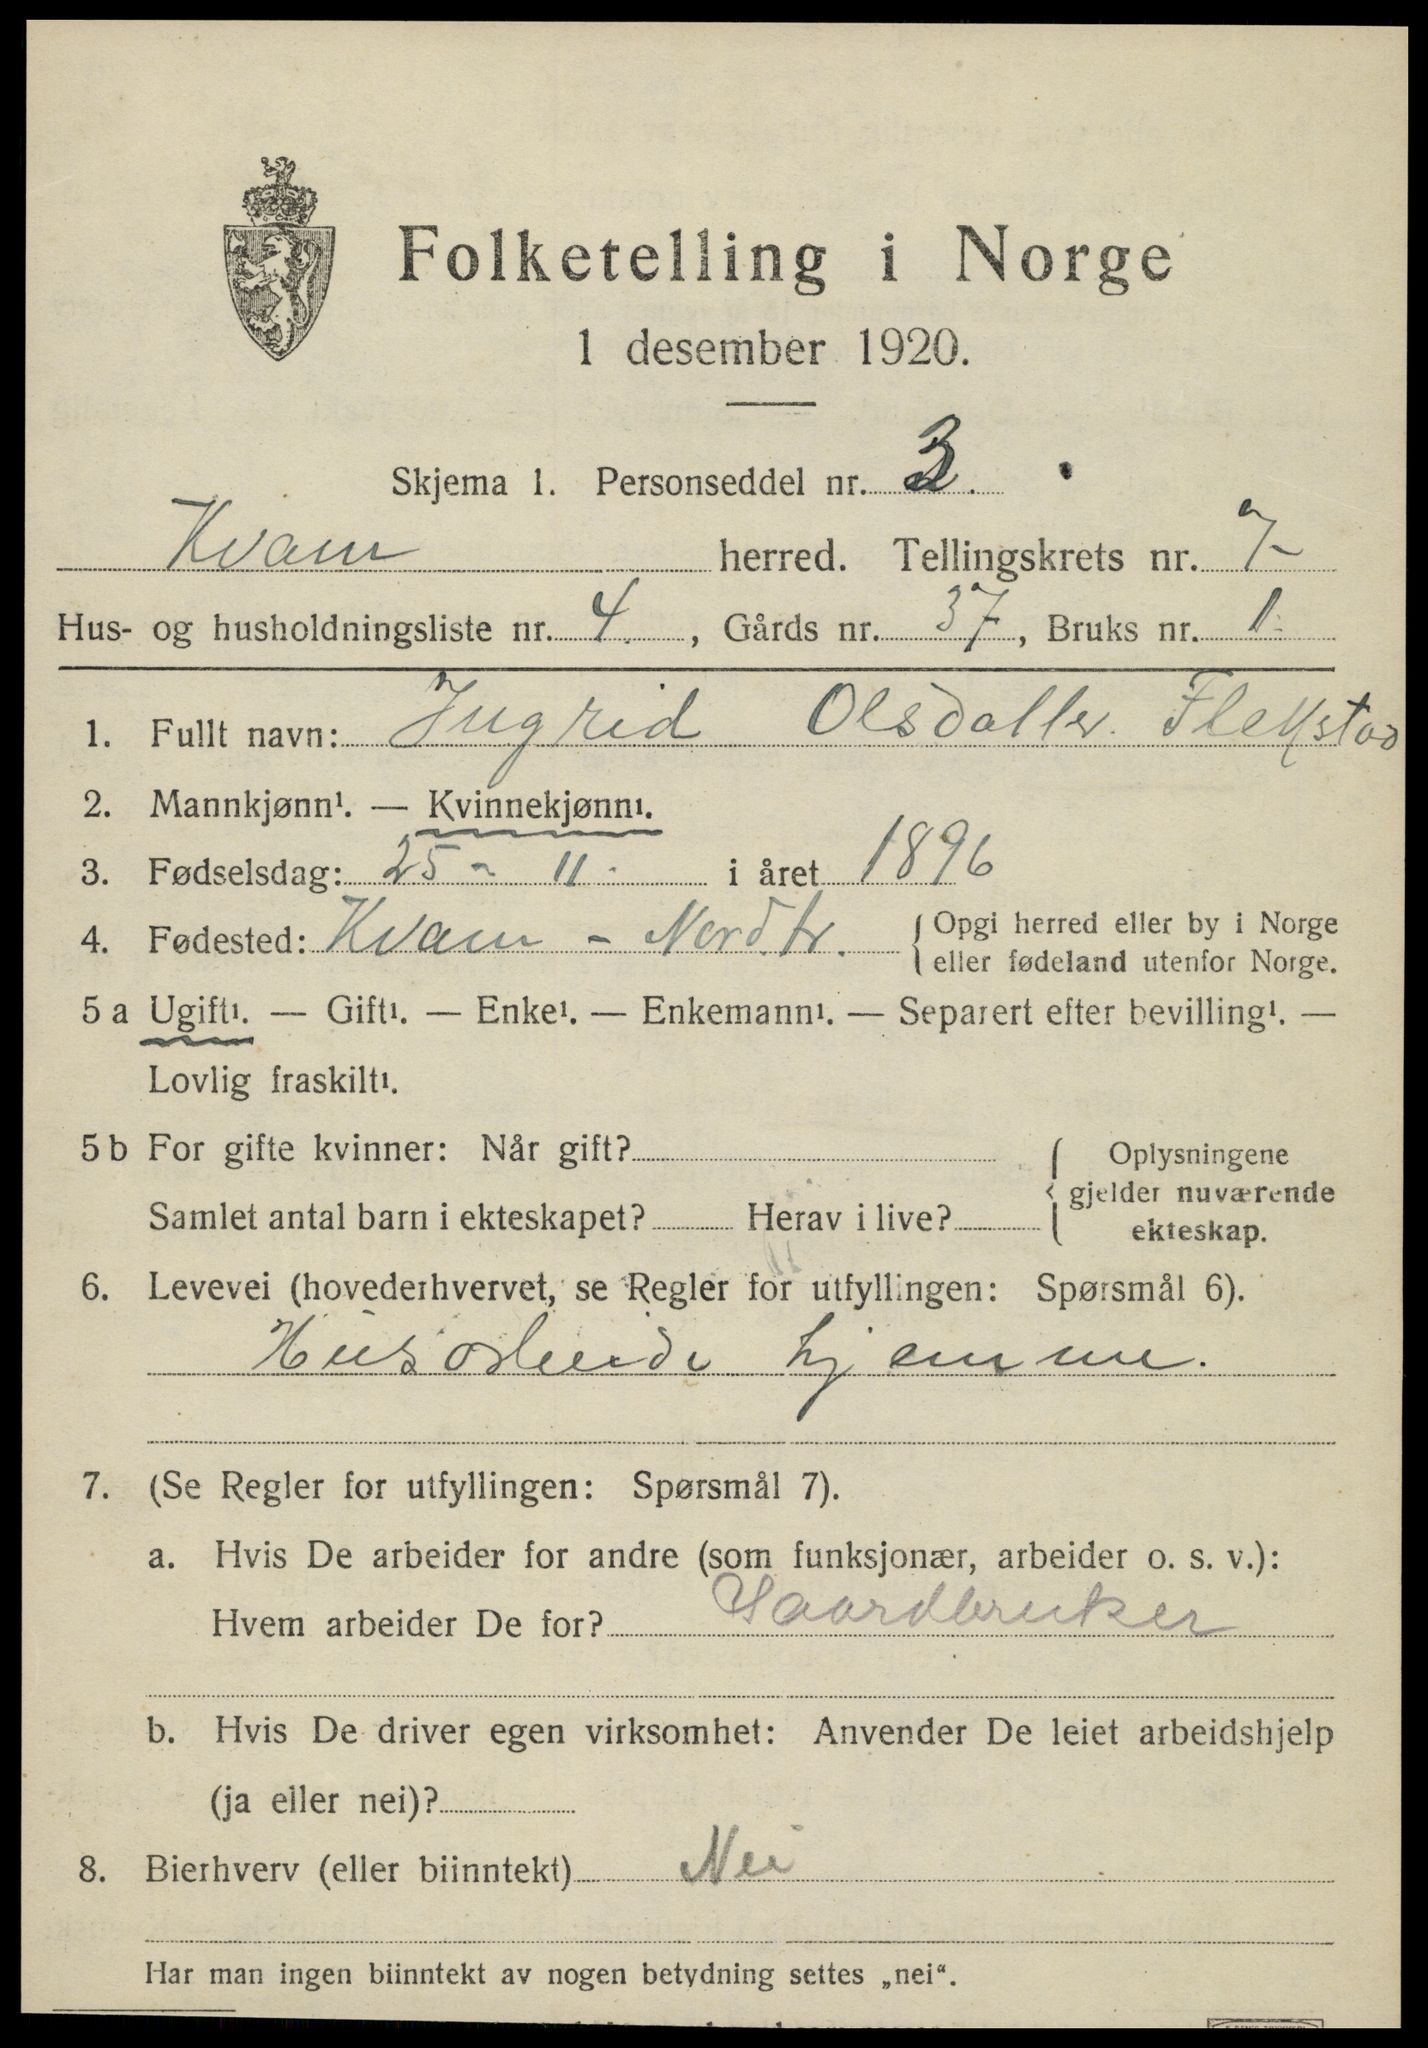 Folketelling i Norge
1 desember 1920.
Skjema 1. Personseddel nr. 3.
Kvam herred. Tellingskrets nr. 7
Hus- og husholdningsliste nr. 4. , Gårds nr. 37, Bruks nr. 1.
1. Fullt navn: Ingrid Olsdatter Flekstad
2. Mannkjønn¹. — Kvinnekjønn¹.
3. Fødselsdag: 25 - 11. i året 1896
4. Fødested: Kvam - Nord.tr. { Opgi herred eller by i Norge
eller fødeland utenfor Norge.
5 a Ugift¹. — Gift¹. — Enke¹. — Enkemann¹. — Separert efter bevilling¹. —
Lovlig fraskilt¹.
5 b For gifte kvinner: Når gift? { Oplysningene
gjelder nuværende
Samlet antal barn i ekteskapet? Herav i live? ekteskap.
6. Levevei (hovederhvervet, se Regler for utfyllingen: Spørsmål 6).
Husarbeide hjemme.
7. (Se Regler for utfyllingen: Spørsmål 7).
a. Hvis De arbeider for andre (som funksjonær, arbeider o. s. v.):
Hvem arbeider De for? Gaardbruker
b. Hvis De driver egen virksomhet: Anvender De leiet arbeidshjelp
(ja eller nei)?
8. Bierhverv (eller biinntekt) Nei
Har man ingen biinntekt av nogen betydning settes „nei“.